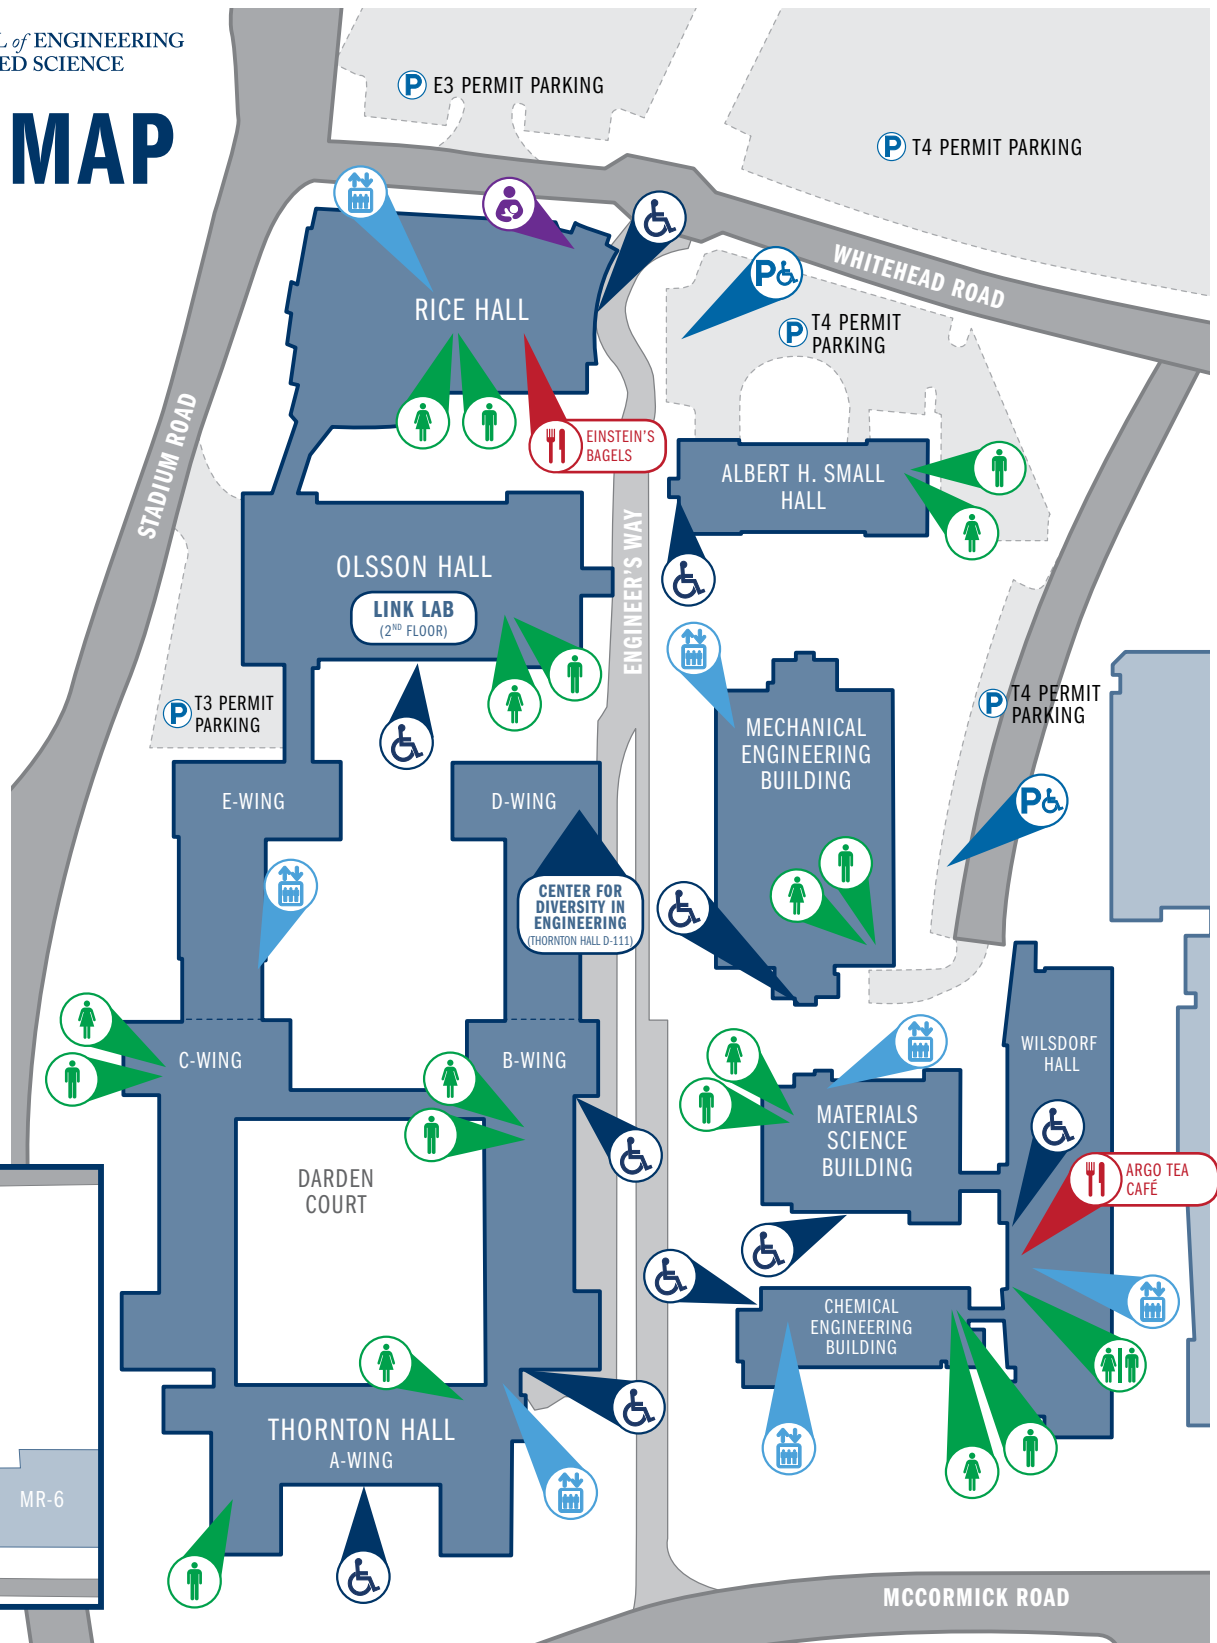 of ENGINEERING
SCIENCE
MAP
P E3 PERMIT PARKING
P T4 PERMIT PARKING
WHITEHEAD ROAD
P
P T4 PERMIT
PARKING
RICE HALL
EINSTEIN'S
BAGELS
STADIUM ROAD
ALBERT H. SMALL
HALL
ENGINEER'S WAY
OLSSON HALL
LINK LAB
(2ND FLOOR)
P T3 PERMIT
PARKING
P T4 PERMIT
PARKING
MECHANICAL
ENGINEERING
BUILDING
P
E-WING
D-WING
CENTER FOR
DIVERSITY IN
ENGINEERING
(THORNTON HALL D-111)
C-WING
B-WING
WILSDORF
HALL
MATERIALS
SCIENCE
BUILDING
DARDEN
COURT
ARGO TEA
CAFÉ
CHEMICAL
ENGINEERING
BUILDING
THORNTON HALL
A-WING
MR-6
MCCORMICK ROAD